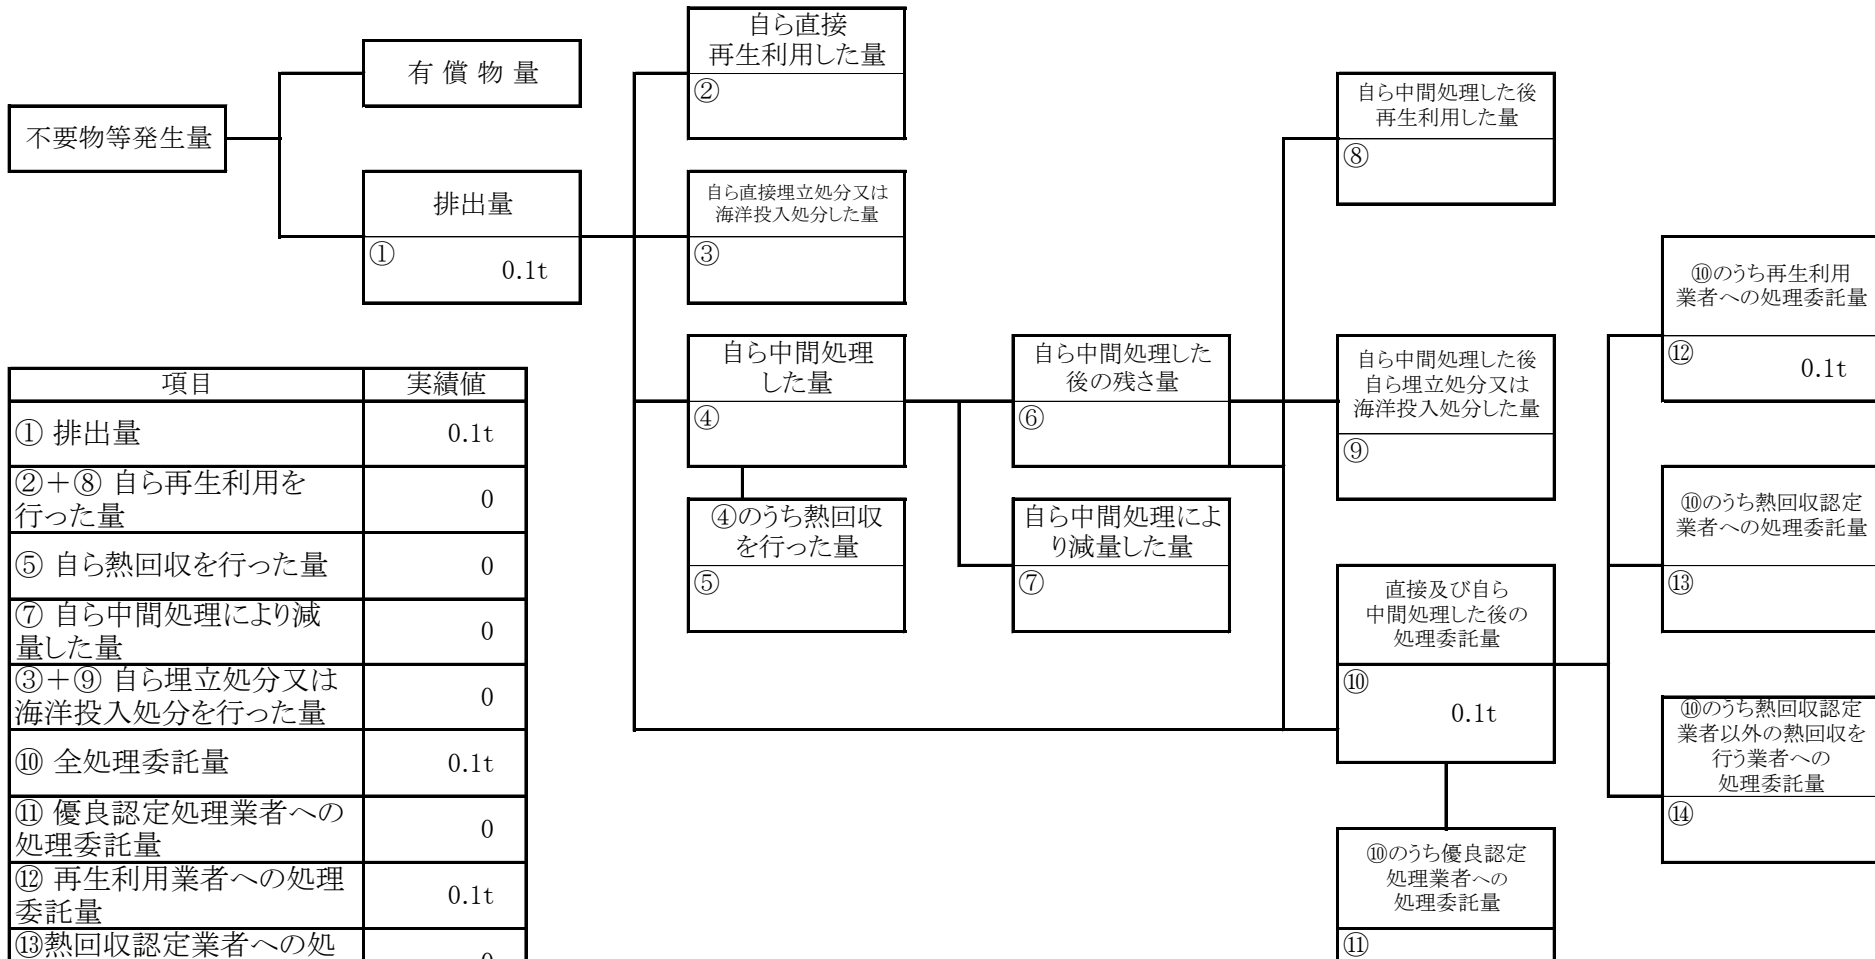 自ら直接
再生利用した量
②
有 償 物 量
不要物等発生量
排出量
①
0.1t
自ら直接埋立処分又は
海洋投入処分した量
③
自ら中間処理した後
再生利用した量
⑧
⑩のうち再生利用
業者への処理委託量
⑫
0.1t
自ら中間処理
した量
④
自ら中間処理した
後の残さ量
⑥
自ら中間処理した後
自ら埋立処分又は
海洋投入処分した量
⑨
④のうち熱回収
を行った量
⑤
自ら中間処理によ
り減量した量
⑦
⑩のうち熱回収認定
業者への処理委託量
⑬
直接及び自ら
中間処理した後の
処理委託量
⑩
0.1t
⑩のうち熱回収認定
業者以外の熱回収を
行う業者への
処理委託量
⑭
⑩のうち優良認定
処理業者への
処理委託量
⑪
項目 実績値
① 排出量 0.1t
②+⑧ 自ら再生利用を
行った量 0
⑤ 自ら熱回収を行った量 0
⑦ 自ら中間処理により減
量した量 0
③+⑨ 自ら埋立処分又は
海洋投入処分を行った量 0
⑩ 全処理委託量 0.1t
⑪ 優良認定処理業者への
処理委託量 0
⑫ 再生利用業者への処理
委託量 0.1t
⑬熱回収認定業者への処